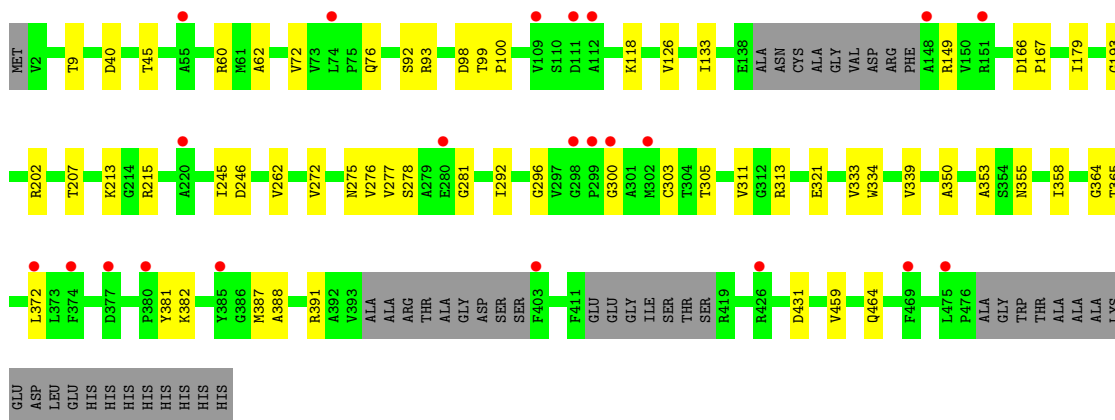 MET V2 T9 D40 T45 A55 R60 M61 A62 V72 V73 L74 P75 Q76 S92 R93 D98 T99 P100 V109 S110 D111 A112 K118 V126 I133 E138 ALA ASN CYS ALA GLY VAL ASP ARG PHE A148 R149 V150 R151 D166 P167 I179
R202 T207 K213 G214 R215 A220 I245 D246 V262 V272 N275 V276 V277 S278 A279 E280 G281 I292 G296 V297 G298 P299 G300 A301 M302 C303 T304 T305 V311 G312 R313 E321 V333 W334 V339 A350 A353 S354 N355 I358 G364 T365
L372 L373 F374 D377 P380 Y381 K382 Y385 G386 M387 A388 R391 A392 V393 ALA ALA ARG THR ALA GLY ASP SER SER F403 F411 GLU GLU GLY ILE SER THR SER R419 R426 D431 V459 Q464 F469 L475 P476 ALA GLY TRP THR ALA ALA ALA LYS
GLU ASP LEU GLU HIS HIS HIS HIS HIS HIS HIS